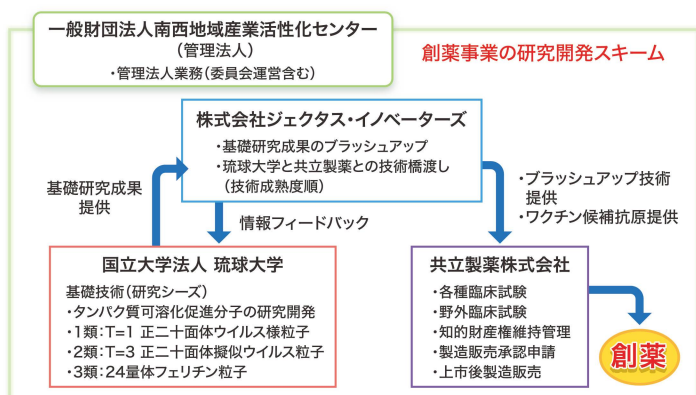 一般財団法人南西地域産業活性化センター
（管理法人）
・管理法人業務（委員会運営含む）
創薬事業の研究開発スキーム
株式会社ジェクタス・イノベーターズ
・基礎研究成果のブラッシュアップ
・琉球大学と共立製薬との技術橋渡し
（技術成熟度順）
基礎研究成果
提供
情報フィードバック
・ブラッシュアップ技術
提供
・ワクチン候補抗原提供
国立大学法人 琉球大学
基礎技術（研究シーズ）
・タンパク質可溶化促進分子の研究開発
・1類：T=1 正二十面体ウイルス様粒子
・2類：T=3 正二十面体擬似ウイルス粒子
・3類：24量体フェリチン粒子
共立製薬株式会社
・各種臨床試験
・野外臨床試験
・知的財産権維持管理
・製造販売承認申請
・上市後製造販売
創薬